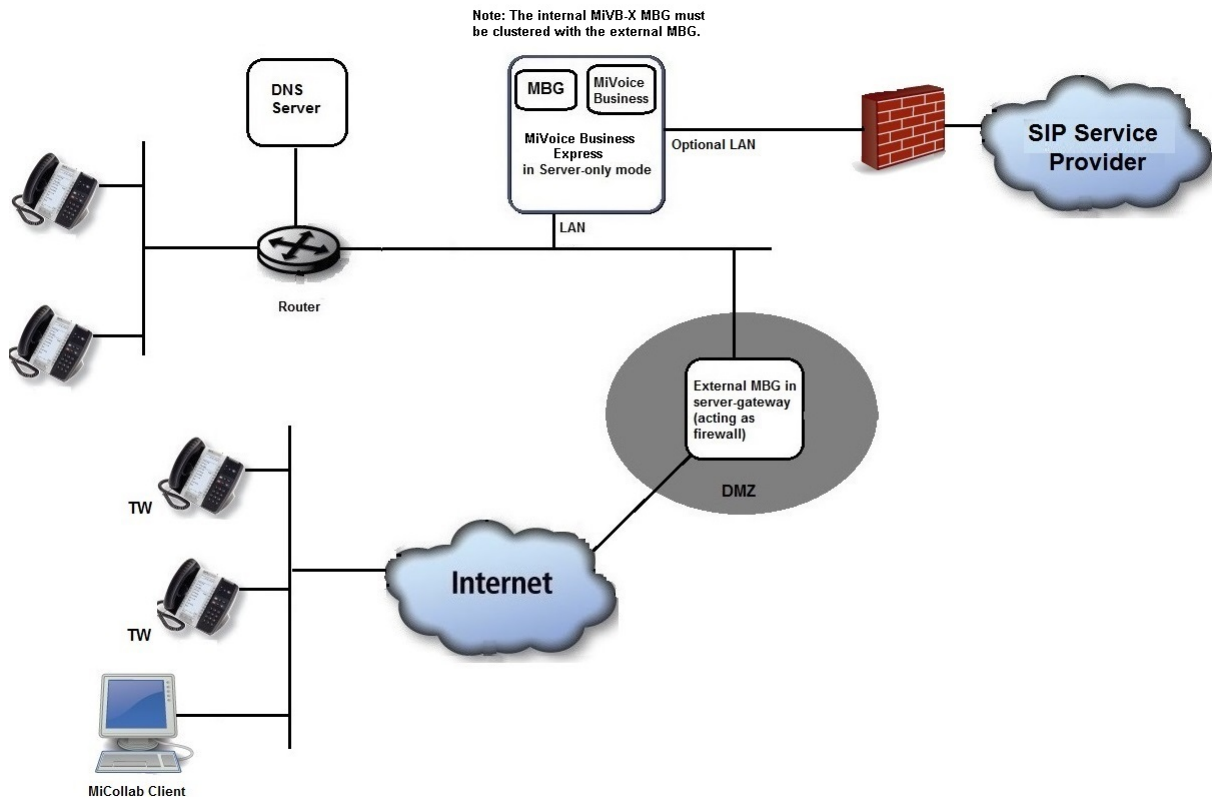 Note: The internal MiVB-X MBG must
be clustered with the external MBG.
DNS
Server
MBG
MiVoice
Business
MiVoice Business
Express
in Server-only mode
Optional LAN
SIP Service
Provider
LAN
Router
External MBG in
server-gateway
(acting as
firewall)
DMZ
TW
TW
Internet
MiCollab Client